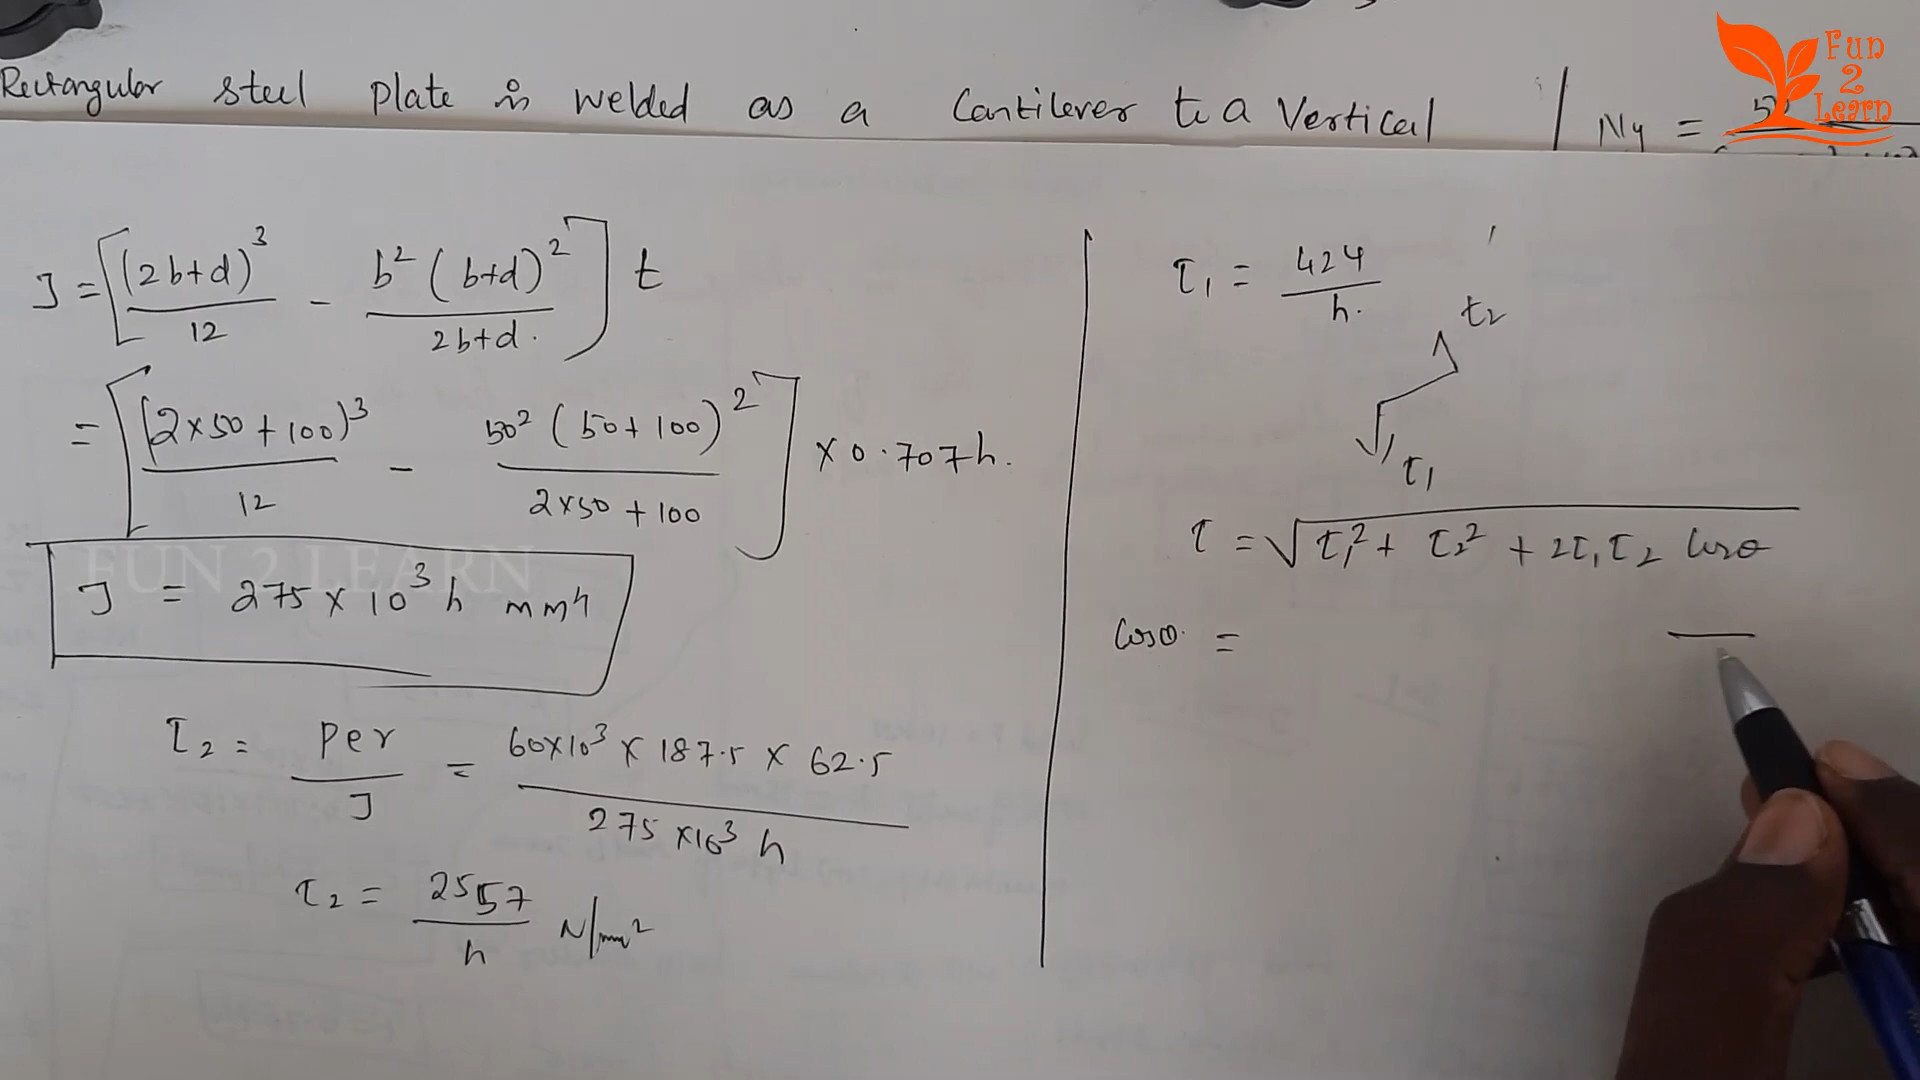 Fun
2
Learn
Rectangular steel plate is welded as a Cantilever to a Vertical
J = [ (2b+d)³ / 12 - b² (b+d)² / 2b+d. ] t
= [ (2×50+100)³ / 12 - 50² (50+100)² / 2×50+100 ] × 0.707h.
FUN 2 LEARN
J = 275×10³ h mm4
τ2 = Per / J = 60×10³ × 187.5 × 62.5 / 275×10³ h
τ2 = 2557 / h N/mm²
τ1 = 424 / h.
τ2
τ1
τ = √ τ1² + τ2² + 2τ1τ2 cosθ
cosθ. =